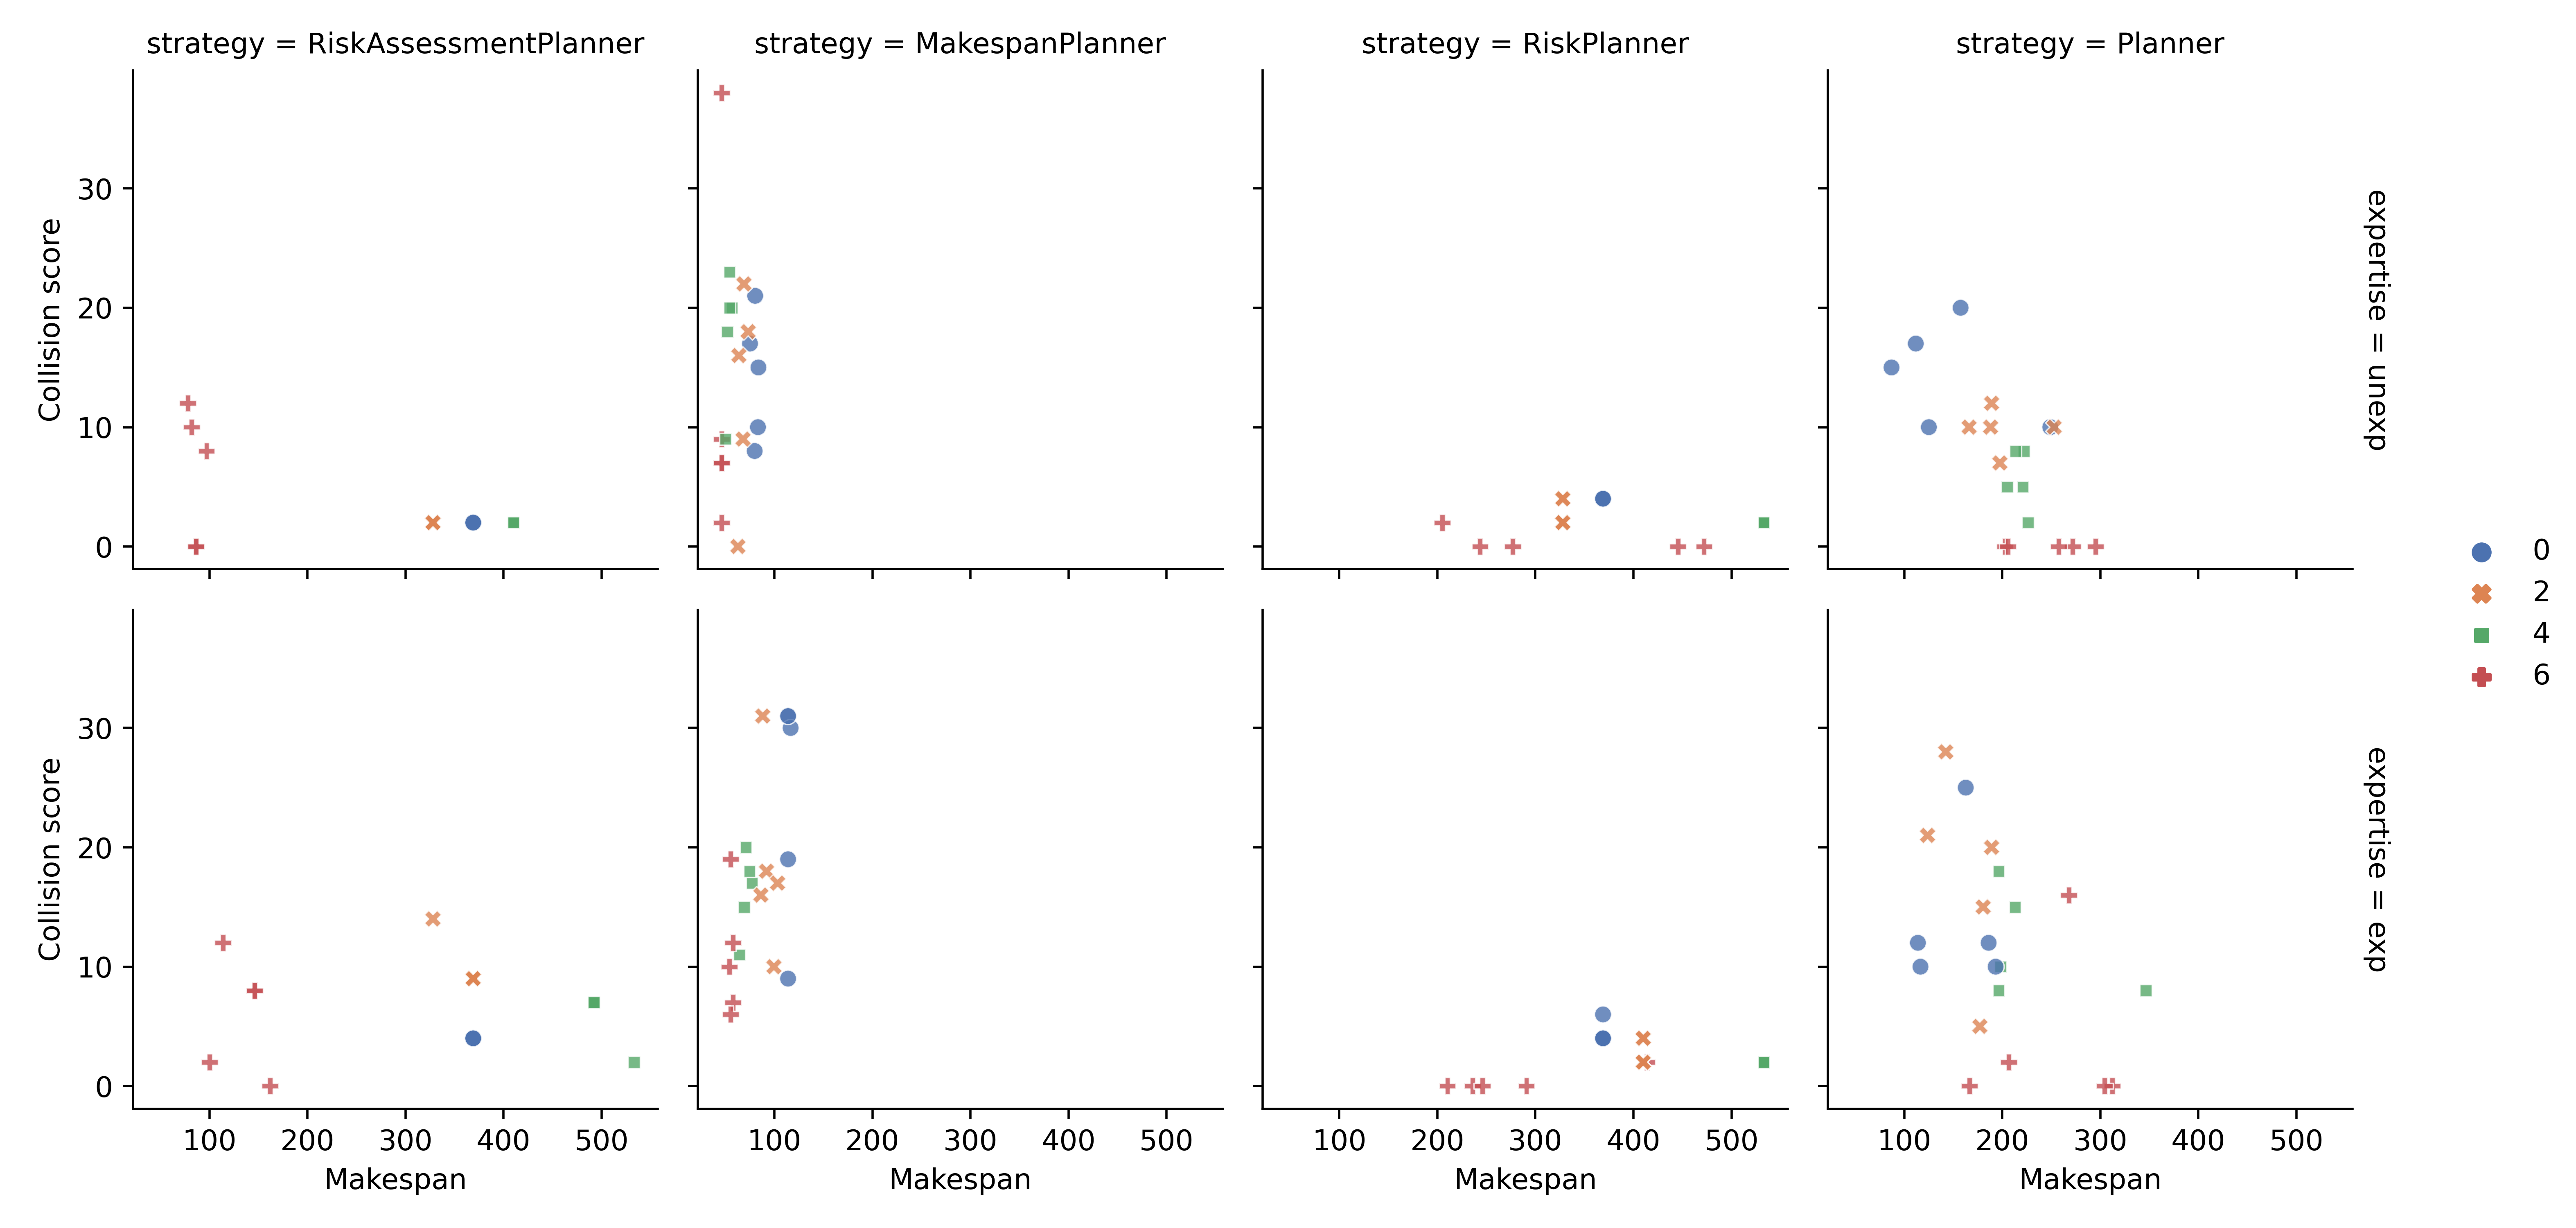 strategy = RiskAssessmentPlanner
strategy = MakespanPlanner
strategy = RiskPlanner
strategy = Planner
Collision score
30
20
10
0
expertise = unexp
0
2
4
6
Collision score
30
20
10
0
expertise = exp
100 200 300 400 500
100 200 300 400 500
100 200 300 400 500
100 200 300 400 500
Makespan
Makespan
Makespan
Makespan